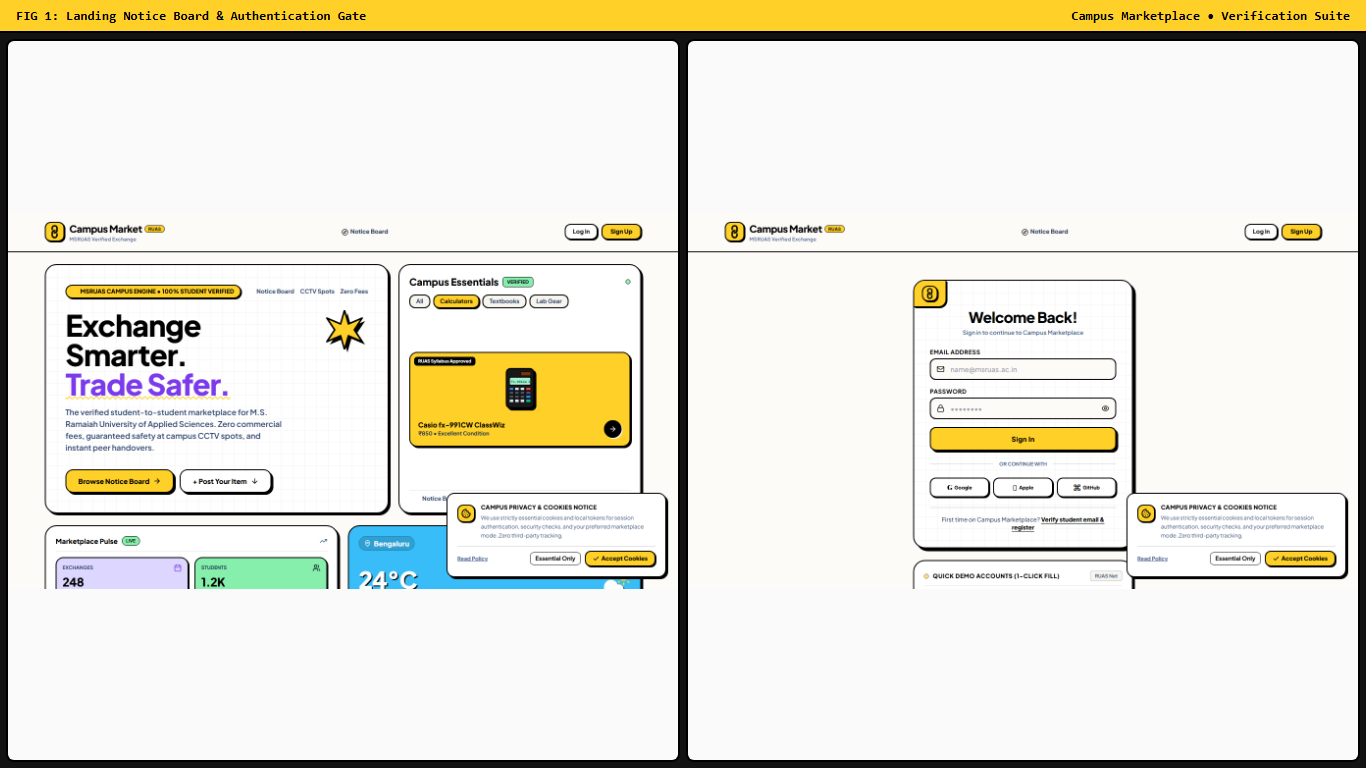 FIG 1: Landing Notice Board & Authentication Gate
Campus Marketplace • Verification Suite
Campus Market RUAS
MSRUAS Verified Exchange
Notice Board
Log In
Sign Up
MSRUAS CAMPUS ENGINE • 100% STUDENT VERIFIED
Notice Board CCTV Spots Zero Fees
Exchange
Smarter.
Trade Safer.
The verified student-to-student marketplace for M.S.
Ramaiah University of Applied Sciences. Zero commercial
fees, guaranteed safety at campus CCTV spots, and
instant peer handovers.
Browse Notice Board →
+ Post Your Item ↓
Campus Essentials VERIFIED
All Calculators Textbooks Lab Gear
RUAS Syllabus Approved
Casio fx-991CW ClassWiz
₹850 • Excellent Condition
Notice B
Marketplace Pulse LIVE
EXCHANGES
248
STUDENTS
1.2K
Bengaluru
24°C
CAMPUS PRIVACY & COOKIES NOTICE
We use strictly essential cookies and local tokens for session
authentication, security checks, and your preferred marketplace
mode. Zero third-party tracking.
Read Policy
Essential Only
✓ Accept Cookies
Campus Market RUAS
MSRUAS Verified Exchange
Notice Board
Log In
Sign Up
Welcome Back!
Sign in to continue to Campus Marketplace
EMAIL ADDRESS
name@msruas.ac.in
PASSWORD
••••••••
Sign In
OR CONTINUE WITH
Google
Apple
GitHub
First time on Campus Marketplace? Verify student email &
register
QUICK DEMO ACCOUNTS (1-CLICK FILL)
RUAS Net
CAMPUS PRIVACY & COOKIES NOTICE
We use strictly essential cookies and local tokens for session
authentication, security checks, and your preferred marketplace
mode. Zero third-party tracking.
Read Policy
Essential Only
✓ Accept Cookies